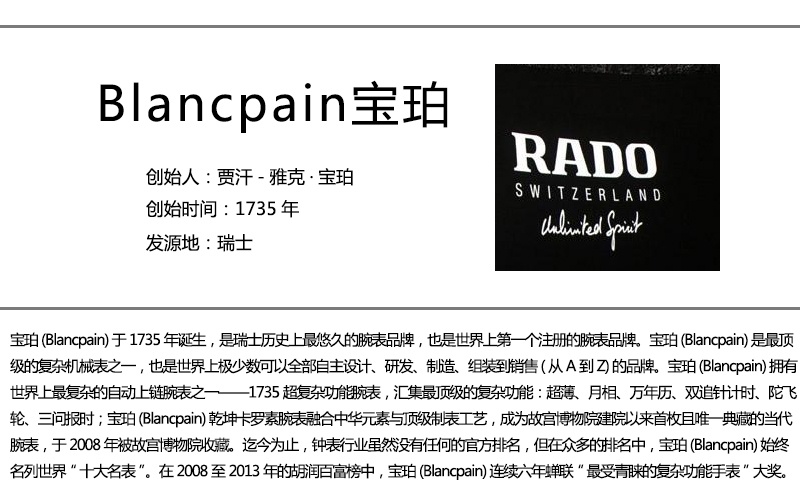 Blancpain宝珀
创始人：贾汗 - 雅克 · 宝珀
创始时间：1735 年
发源地：瑞士
RADO
SWITZERLAND
Unlimited Spirit
宝珀 (Blancpain) 于 1735 年诞生，是瑞士历史上最悠久的腕表品牌，也是世界上第一个注册的腕表品牌。宝珀 (Blancpain) 是最顶
级的复杂机械表之一，也是世界上极少数可以全部自主设计、研发、制造、组装到销售 ( 从 A 到 Z) 的品牌。宝珀 (Blancpain) 拥有
世界上最复杂的自动上链腕表之一——1735 超复杂功能腕表，汇集最顶级的复杂功能：超薄、月相、万年历、双追针计时、陀飞
轮、三问报时；宝珀 (Blancpain) 乾坤卡罗素腕表融合中华元素与顶级制表工艺，成为故宫博物院建院以来首枚且唯一典藏的当代
腕表，于 2008 年被故宫博物院收藏。迄今为止，钟表行业虽然没有任何的官方排名，但在众多的排名中，宝珀 (Blancpain) 始终
名列世界 “ 十大名表 ”。在 2008 至 2013 年的胡润百富榜中，宝珀 (Blancpain) 连续六年蝉联 “ 最受青睐的复杂功能手表 ” 大奖。